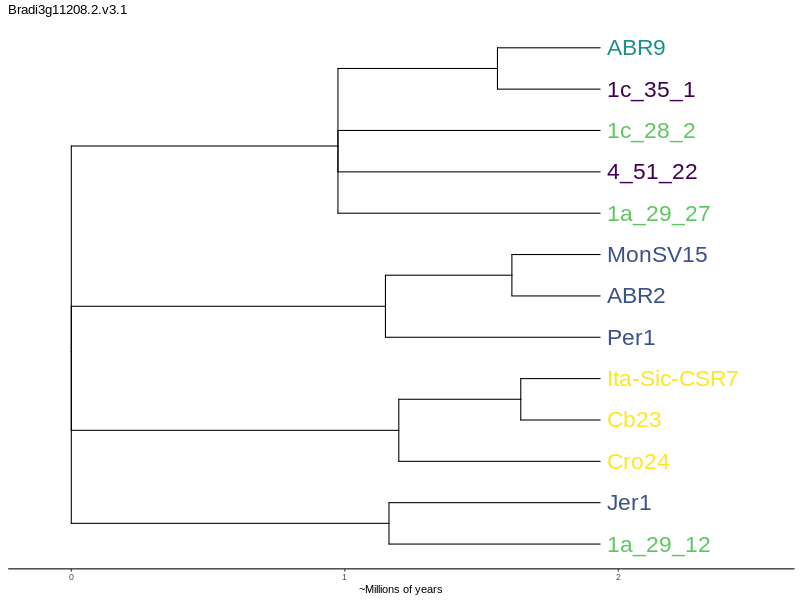 Bradi3g11208.2.v3.1
ABR9
1c_35_1
1c_28_2
4_51_22
1a_29_27
MonSV15
ABR2
Per1
Ita-Sic-CSR7
Cb23
Cro24
Jer1
1a_29_12
0 1 2
~Millions of years